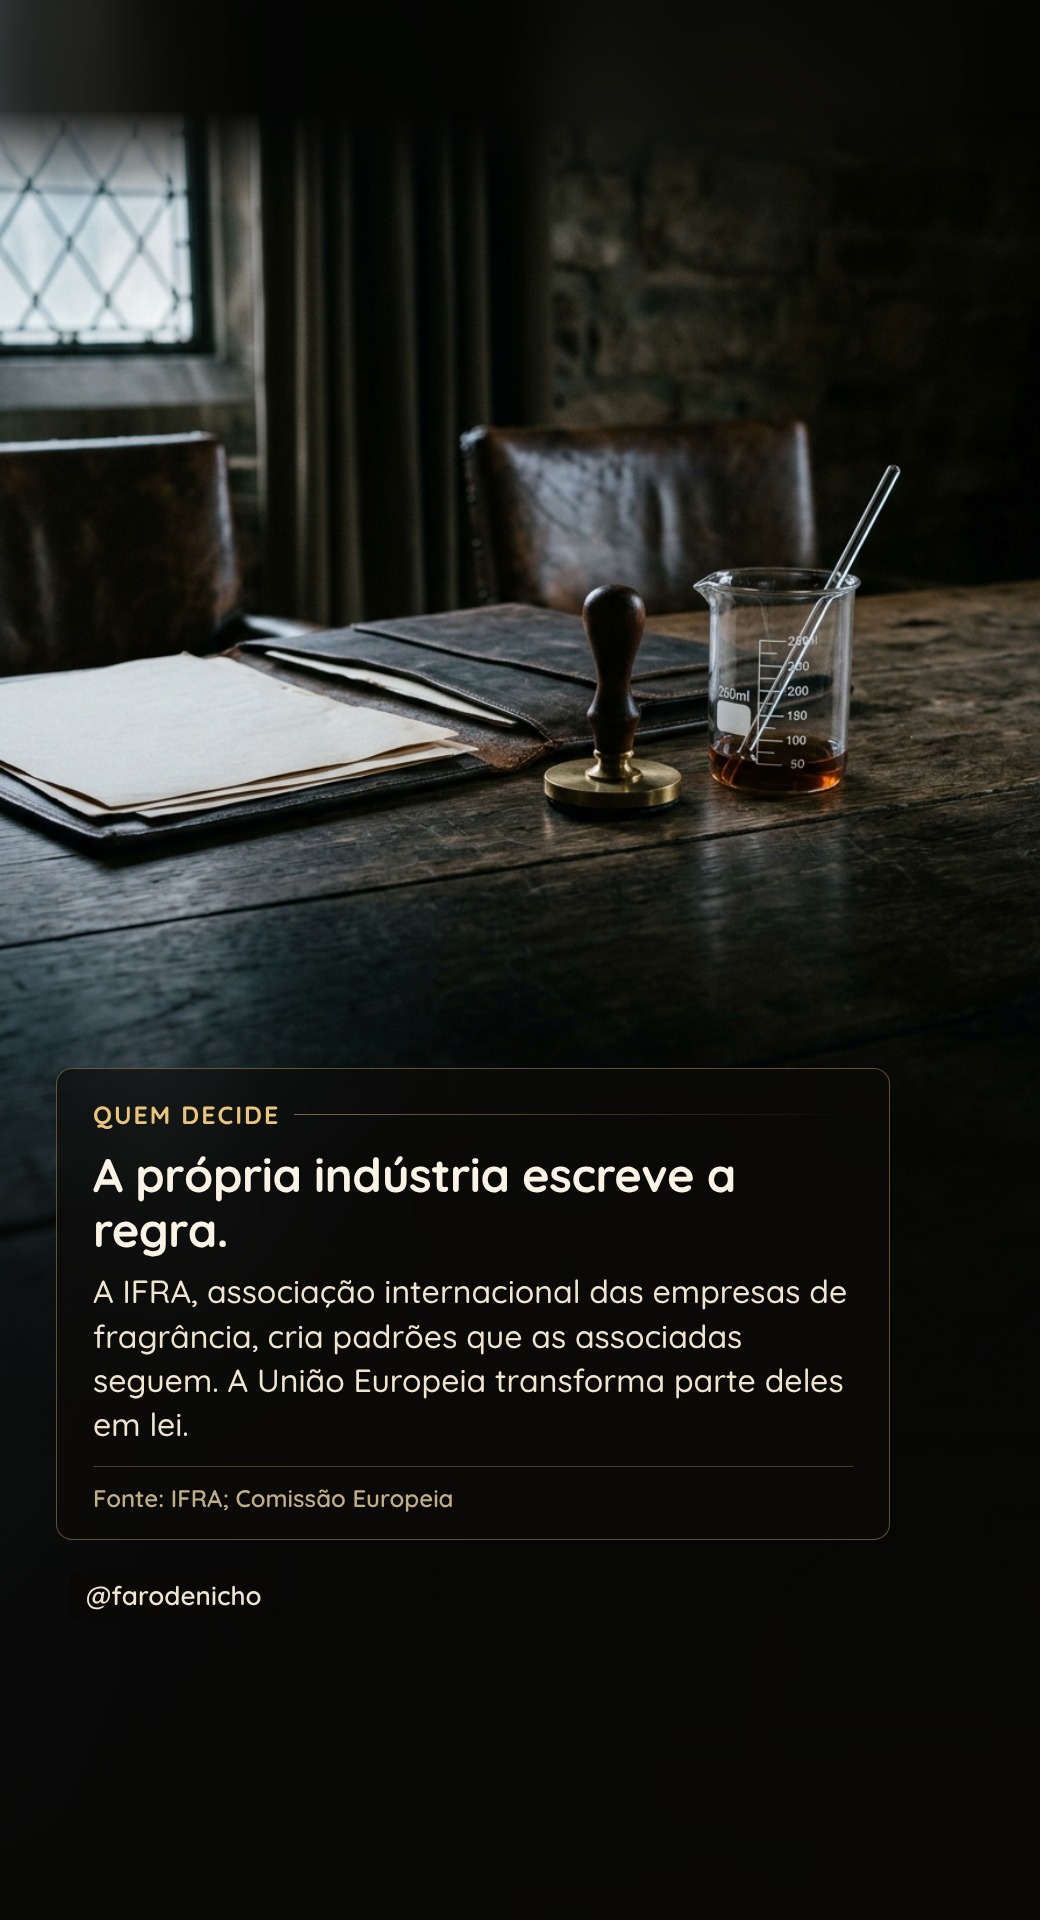 250ml
200
260ml
180
100
50
QUEM DECIDE
A própria indústria escreve a
regra.
A IFRA, associação internacional das empresas de
fragrância, cria padrões que as associadas
seguem. A União Europeia transforma parte deles
em lei.
Fonte: IFRA; Comissão Europeia
@farodenicho